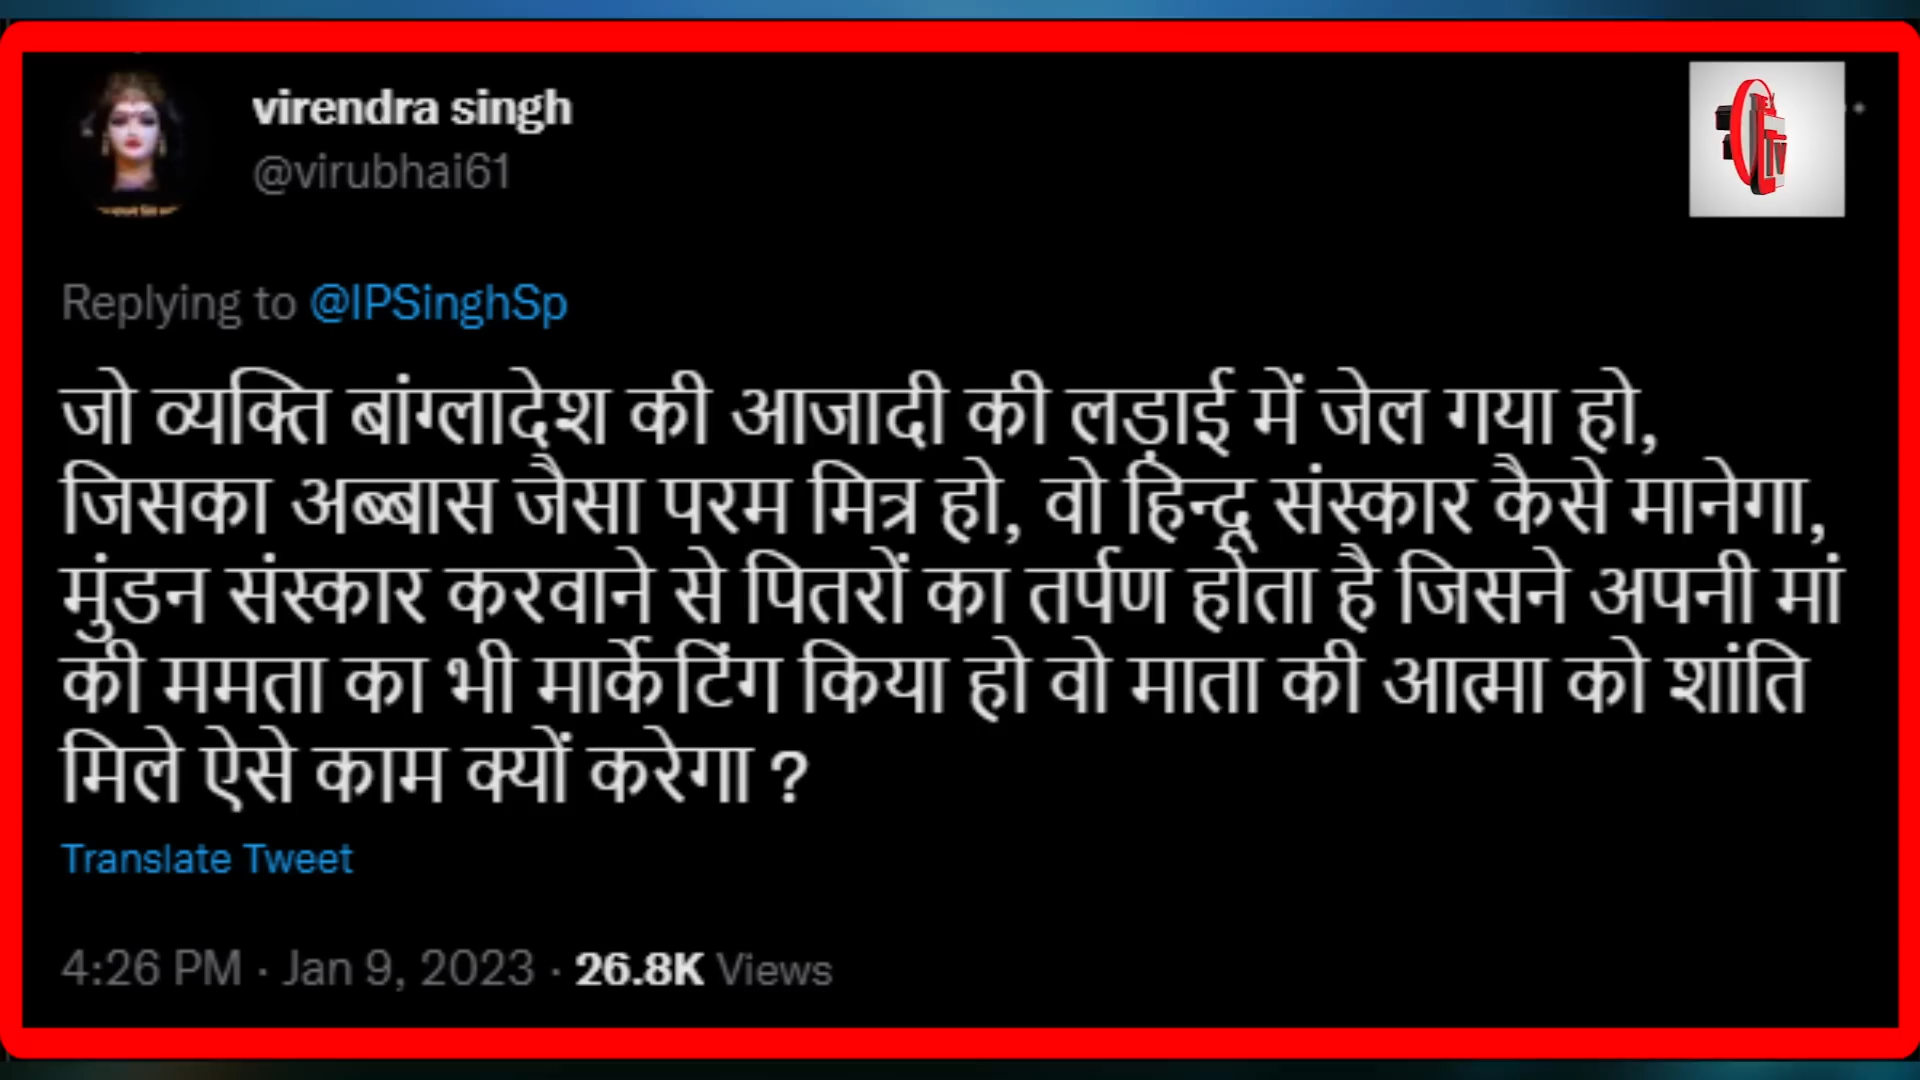 virendra singh
@virubhai61
Replying to @IPSinghSp
जो व्यक्ति बांग्लादेश की आजादी की लड़ाई में जेल गया हो,
जिसका अब्बास जैसा परम मित्र हो, वो हिन्दू संस्कार कैसे मानेगा,
मुंडन संस्कार करवाने से पितरों का तर्पण होता है जिसने अपनी मां
की ममता का भी मार्केटिंग किया हो वो माता की आत्मा को शांति
मिले ऐसे काम क्यों करेगा ?
Translate Tweet
4:26 PM · Jan 9, 2023 · 26.8K Views